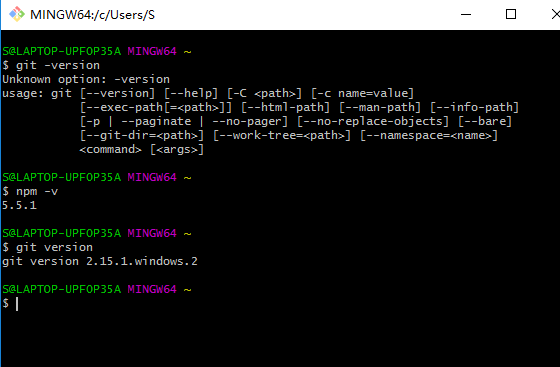 MINGW64:/c/Users/S
S@LAPTOP-UPFOP35A MINGW64 ~
$ git -version
Unknown option: -version
usage: git [--version] [--help] [-C <path>] [-c name=value]
[--exec-path[=<path>]] [--html-path] [--man-path] [--info-path]
[-p | --paginate | --no-pager] [--no-replace-objects] [--bare]
[--git-dir=<path>] [--work-tree=<path>] [--namespace=<name>]
<command> [<args>]
S@LAPTOP-UPFOP35A MINGW64 ~
$ npm -v
5.5.1
S@LAPTOP-UPFOP35A MINGW64 ~
$ git version
git version 2.15.1.windows.2
S@LAPTOP-UPFOP35A MINGW64 ~
$